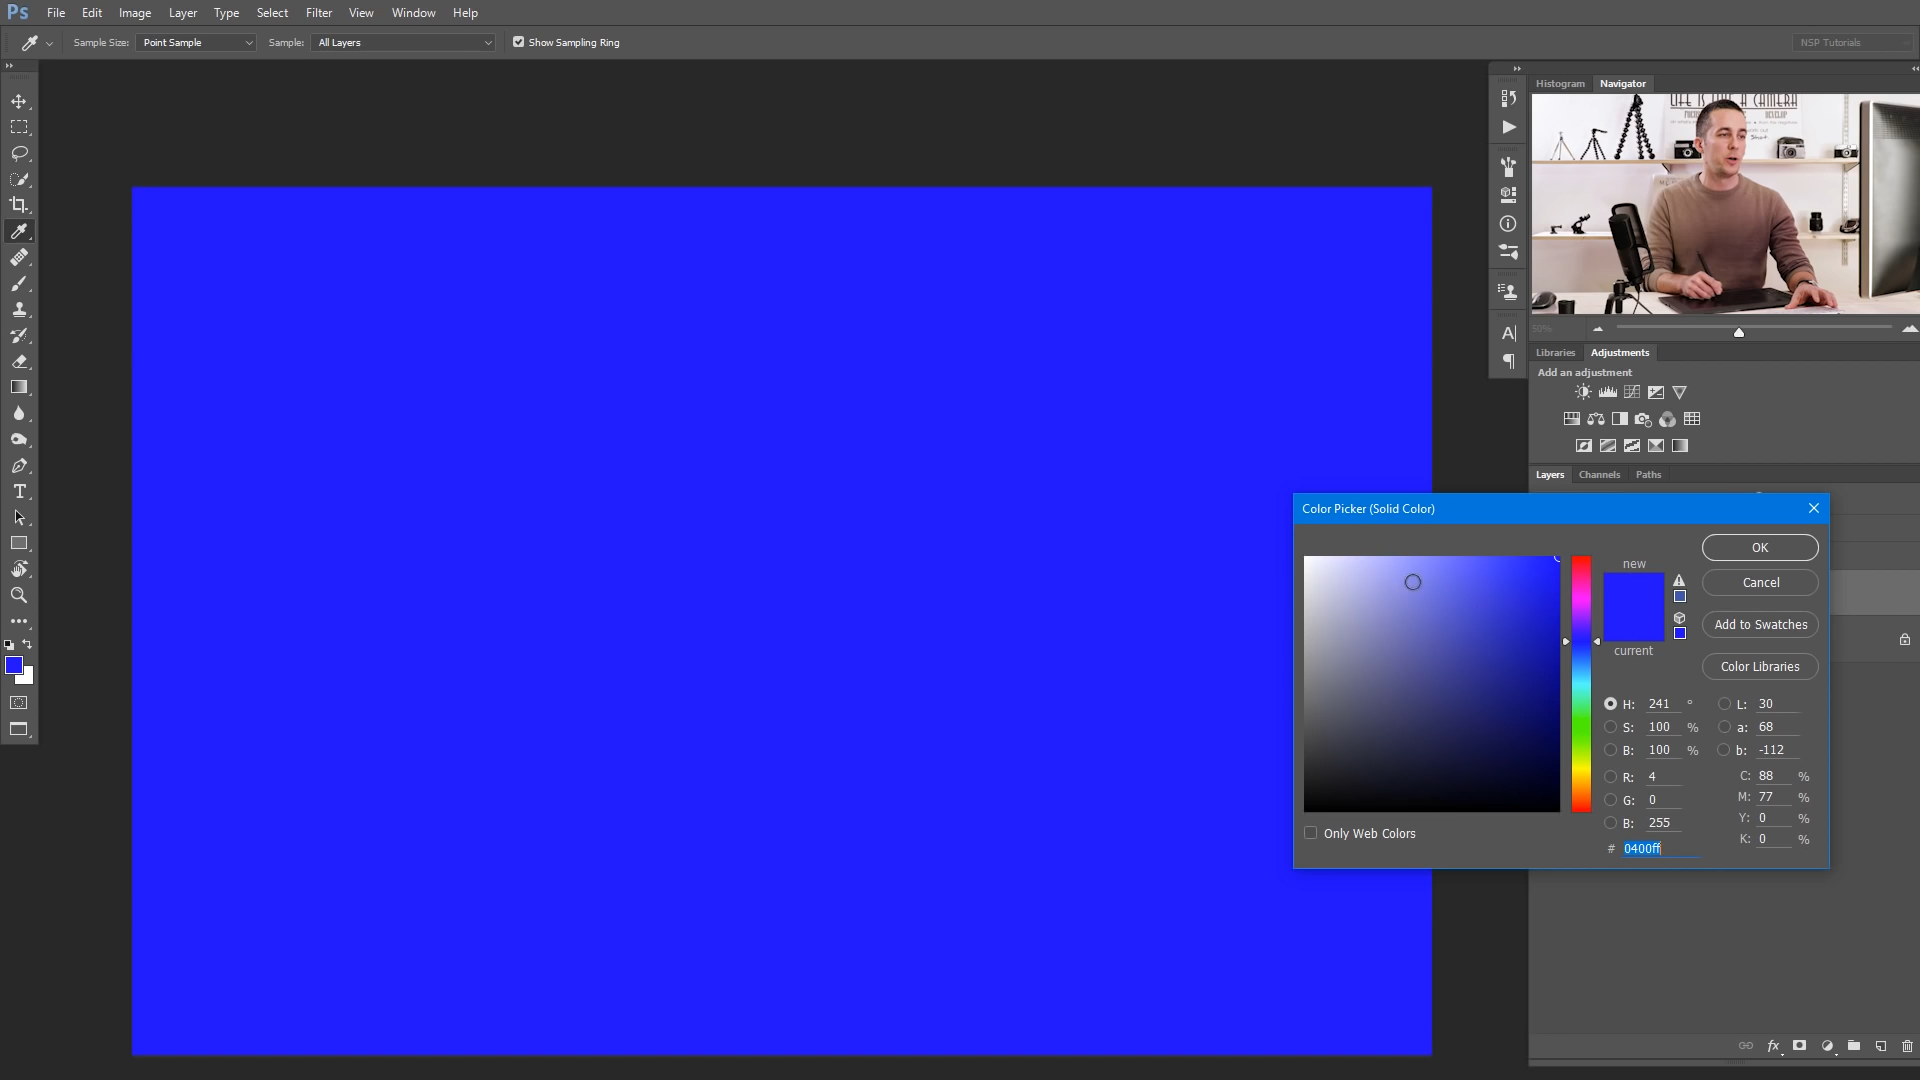 Ps File Edit Image Layer Type Select Filter View Window Help
Sample Size: Point Sample Sample: All Layers Show Sampling Ring NSP Tutorials
Histogram Navigator
LIFE IS A CAMERA
DEVELOP
50%
Libraries Adjustments
Add an adjustment
Layers Channels Paths
Color Picker (Solid Color)
OK
new
Cancel
Add to Swatches
current
Color Libraries
H: 241 ° L: 30
S: 100 % a: 68
B: 100 % b: -112
R: 4 C: 88 %
M: 77 %
G: 0
Y: 0 %
B: 255
K: 0 %
Only Web Colors
# 0400ff
fx